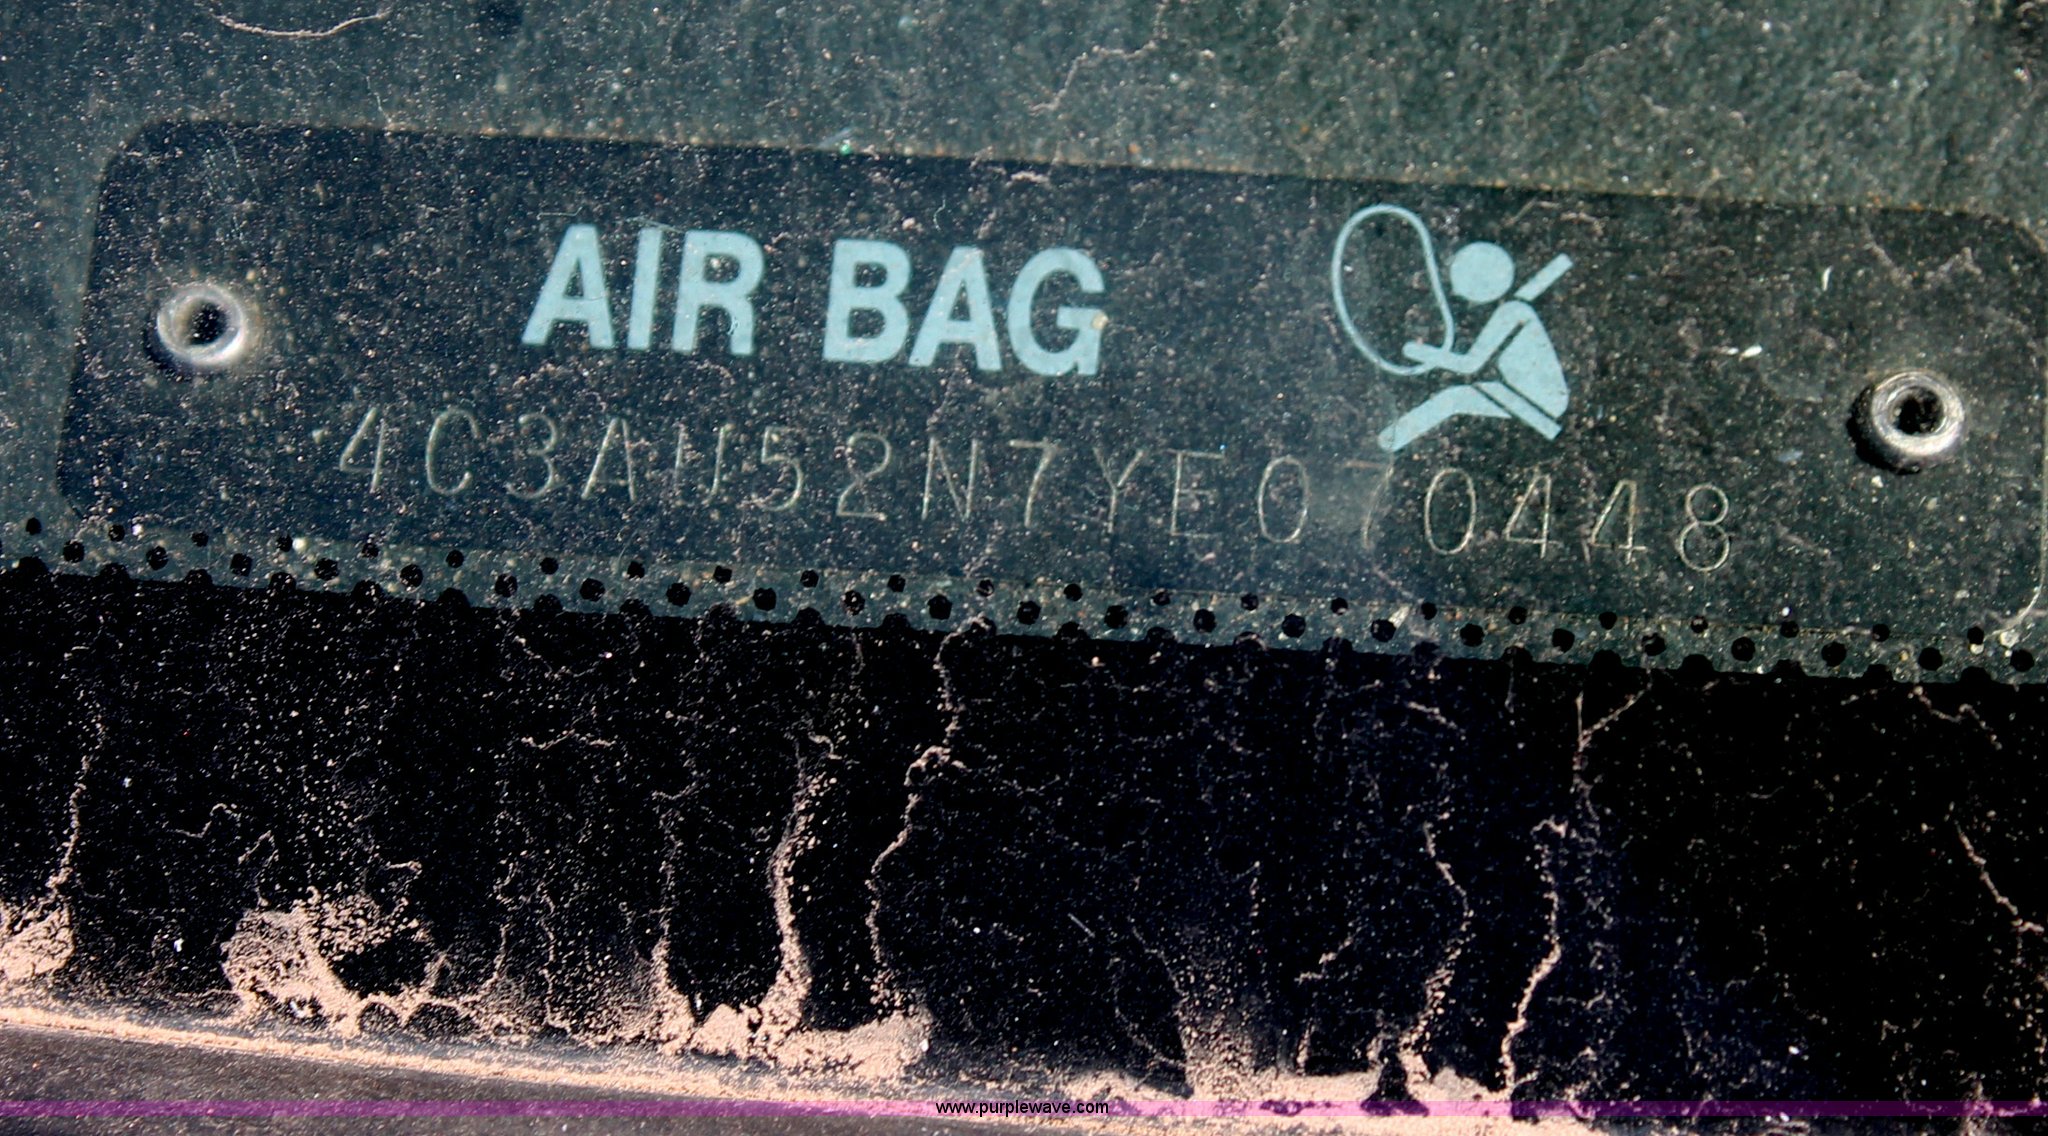 AIR BAG
4C3AU52N7YE070448
www.purplewave.com